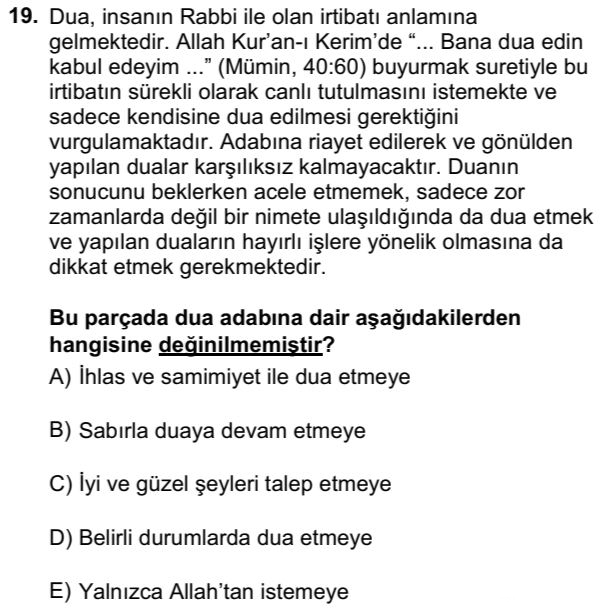 19. Dua, insanın Rabbi ile olan irtibatı anlamına
gelmektedir. Allah Kur’an-ı Kerim’de “... Bana dua edin
kabul edeyim ...” (Mümin, 40:60) buyurmak suretiyle bu
irtibatın sürekli olarak canlı tutulmasını istemekte ve
sadece kendisine dua edilmesi gerektiğini
vurgulamaktadır. Adabına riayet edilerek ve gönülden
yapılan dualar karşılıksız kalmayacaktır. Duanın
sonucunu beklerken acele etmemek, sadece zor
zamanlarda değil bir nimete ulaşıldığında da dua etmek
ve yapılan duaların hayırlı işlere yönelik olmasına da
dikkat etmek gerekmektedir.
Bu parçada dua adabına dair aşağıdakilerden
hangisine değinilmemiştir?
A) İhlas ve samimiyet ile dua etmeye
B) Sabırla duaya devam etmeye
C) İyi ve güzel şeyleri talep etmeye
D) Belirli durumlarda dua etmeye
E) Yalnızca Allah’tan istemeye